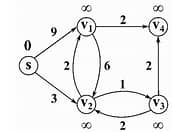 ∞ ∞
v₁ 2 v₄
0 9
s 2 6 2
3 1
v₂ v₃
∞ 2 ∞